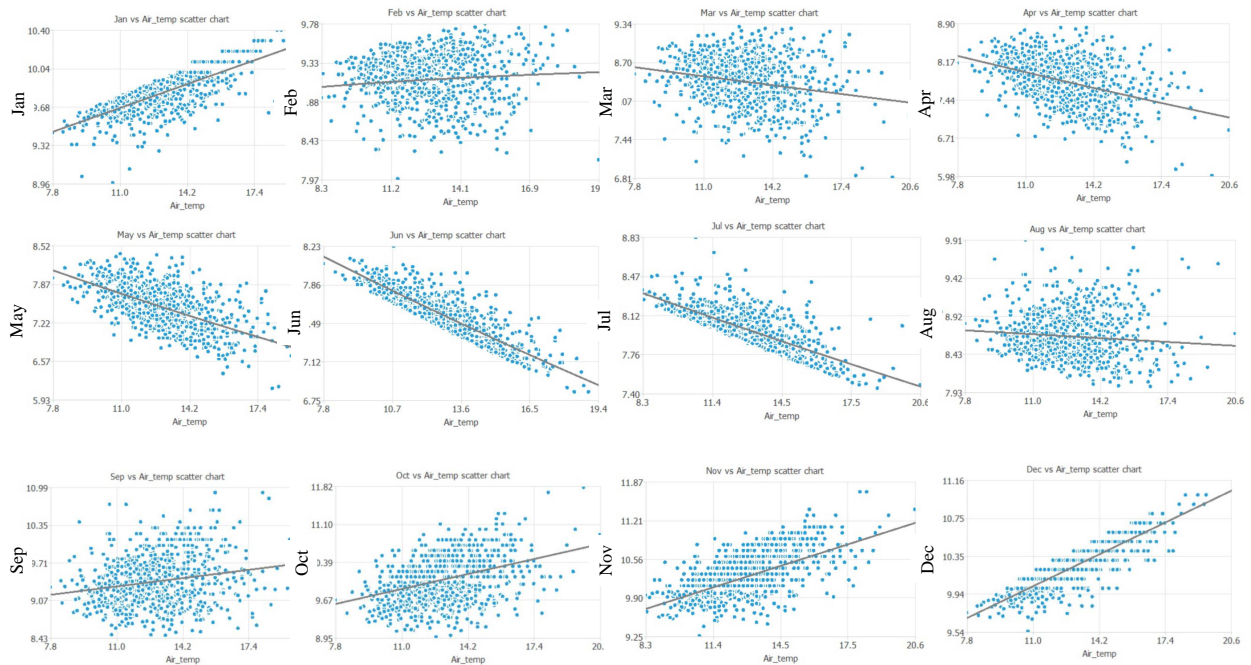 Jan vs Air_temp scatter chart
Jan
10.40
10.04
9.68
9.32
8.96
7.8 11.0 14.2 17.4
Air_temp
Feb vs Air_temp scatter chart
Feb
9.78
9.33
8.88
8.43
7.97
8.3 11.2 14.1 16.9 19
Air_temp
Mar vs Air_temp scatter chart
Mar
9.34
8.70
07
7.44
6.81
7.8 11.0 14.2 17.4 20.6
Air_temp
Apr vs Air_temp scatter chart
Apr
8.90
8.17
7.44
6.71
5.98
7.8 11.0 14.2 17.4 20.6
Air_temp
May vs Air_temp scatter chart
May
8.52
7.87
7.22
6.57
5.93
7.8 11.0 14.2 17.4
Air_temp
Jun vs Air_temp scatter chart
Jun
8.23
7.86
7.49
7.12
6.75
7.8 10.7 13.6 16.5 19.4
Air_temp
Jul vs Air_temp scatter chart
Jul
8.83
8.47
8.12
7.76
7.40
8.3 11.4 14.5 17.5 20.6
Air_temp
Aug vs Air_temp scatter chart
Aug
9.91
9.42
8.92
8.43
7.93
7.8 11.0 14.2 17.4 20.6
Air_temp
Sep vs Air_temp scatter chart
Sep
10.99
10.35
9.71
9.07
8.43
7.8 11.0 14.2 17.4
Air_temp
Oct vs Air_temp scatter chart
Oct
11.82
11.10
10.39
9.67
8.95
7.8 11.0 14.2 17.4 20.
Air_temp
Nov vs Air_temp scatter chart
Nov
11.87
11.21
10.56
9.90
9.25
8.3 11.4 14.5 17.5 20.6
Air_temp
Dec vs Air_temp scatter chart
Dec
11.16
10.75
10.35
9.94
9.54
7.8 11.0 14.2 17.4 20.6
Air_temp